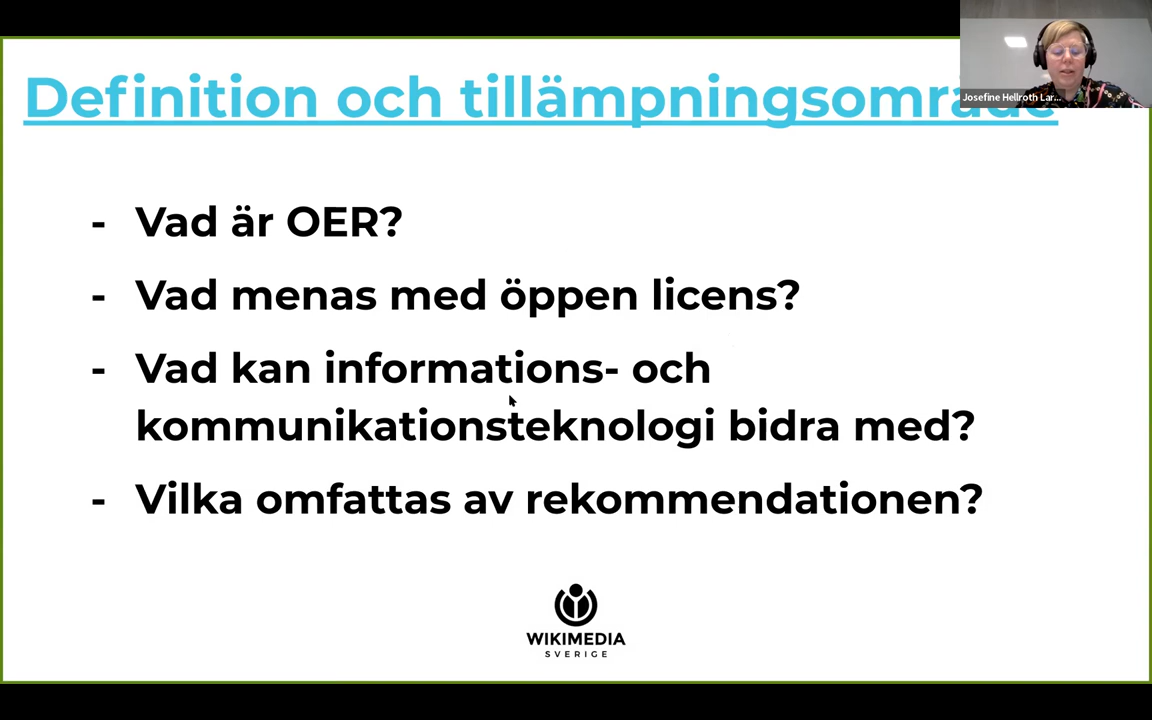 Definition och tillämpningsområde
Josefine Hellroth Lar...
- Vad är OER?
- Vad menas med öppen licens?
- Vad kan informations- och
kommunikationsteknologi bidra med?
- Vilka omfattas av rekommendationen?
WIKIMEDIA
SVERIGE